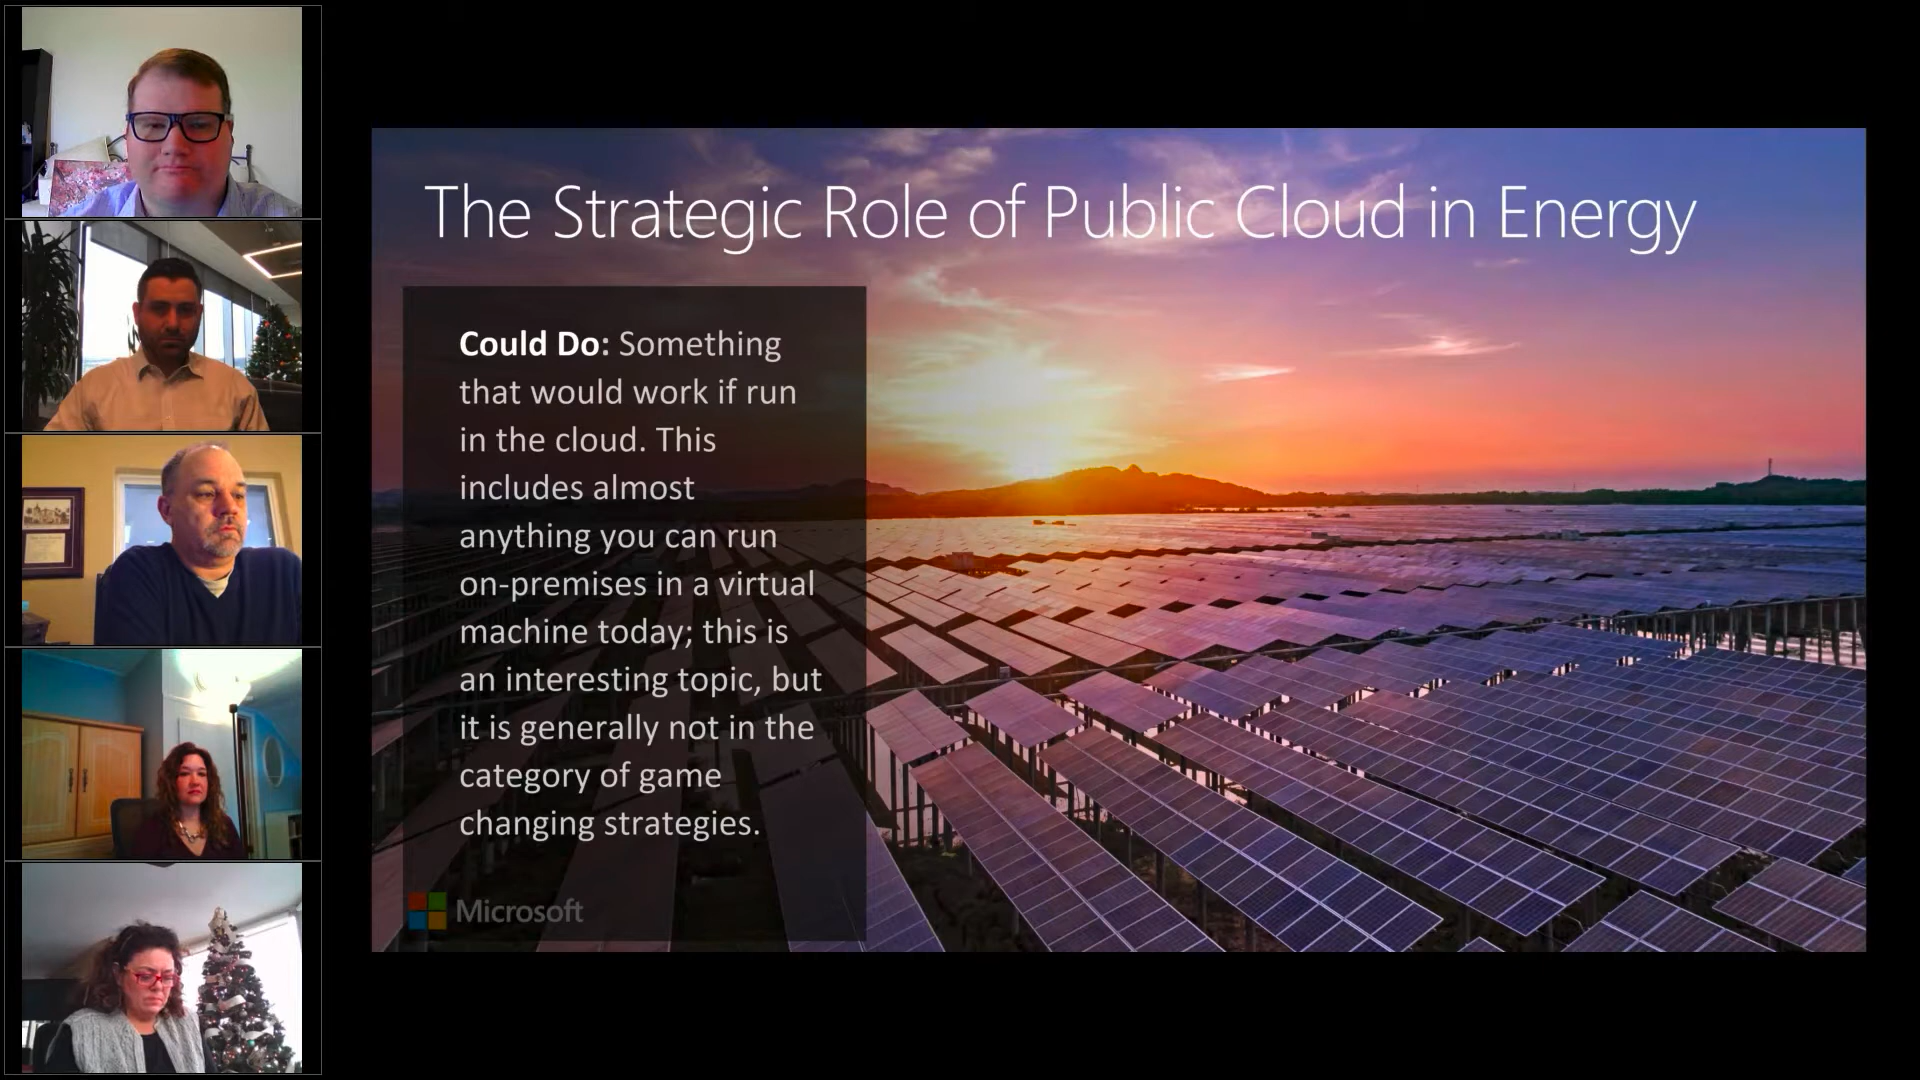 The Strategic Role of Public Cloud in Energy
Could Do: Something
that would work if run
in the cloud. This
includes almost
anything you can run
on-premises in a virtual
machine today; this is
an interesting topic, but
it is generally not in the
category of game
changing strategies.
Microsoft